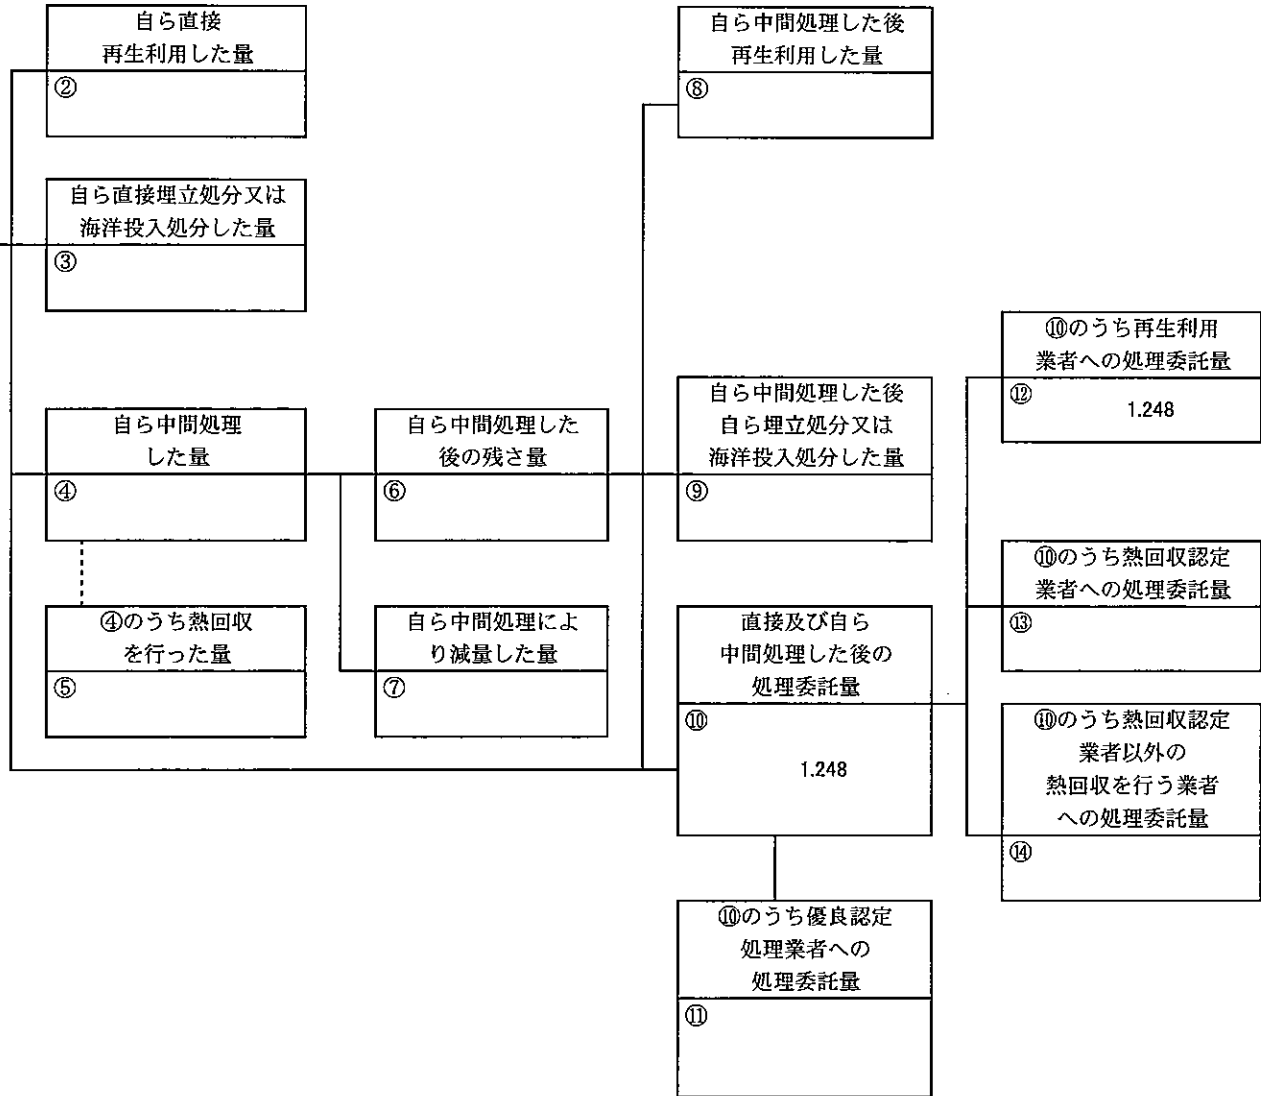 自ら直接
再生利用した量
②
自ら中間処理した後
再生利用した量
⑧
自ら直接埋立処分又は
海洋投入処分した量
③
⑩のうち再生利用
業者への処理委託量
⑫
1.248
自ら中間処理
した量
④
自ら中間処理した
後の残さ量
⑥
自ら中間処理した後
自ら埋立処分又は
海洋投入処分した量
⑨
⑩のうち熱回収認定
業者への処理委託量
⑬
④のうち熱回収
を行った量
⑤
自ら中間処理によ
り減量した量
⑦
直接及び自ら
中間処理した後の
処理委託量
⑩
1.248
⑩のうち熱回収認定
業者以外の
熱回収を行う業者
への処理委託量
⑭
⑩のうち優良認定
処理業者への
処理委託量
⑪